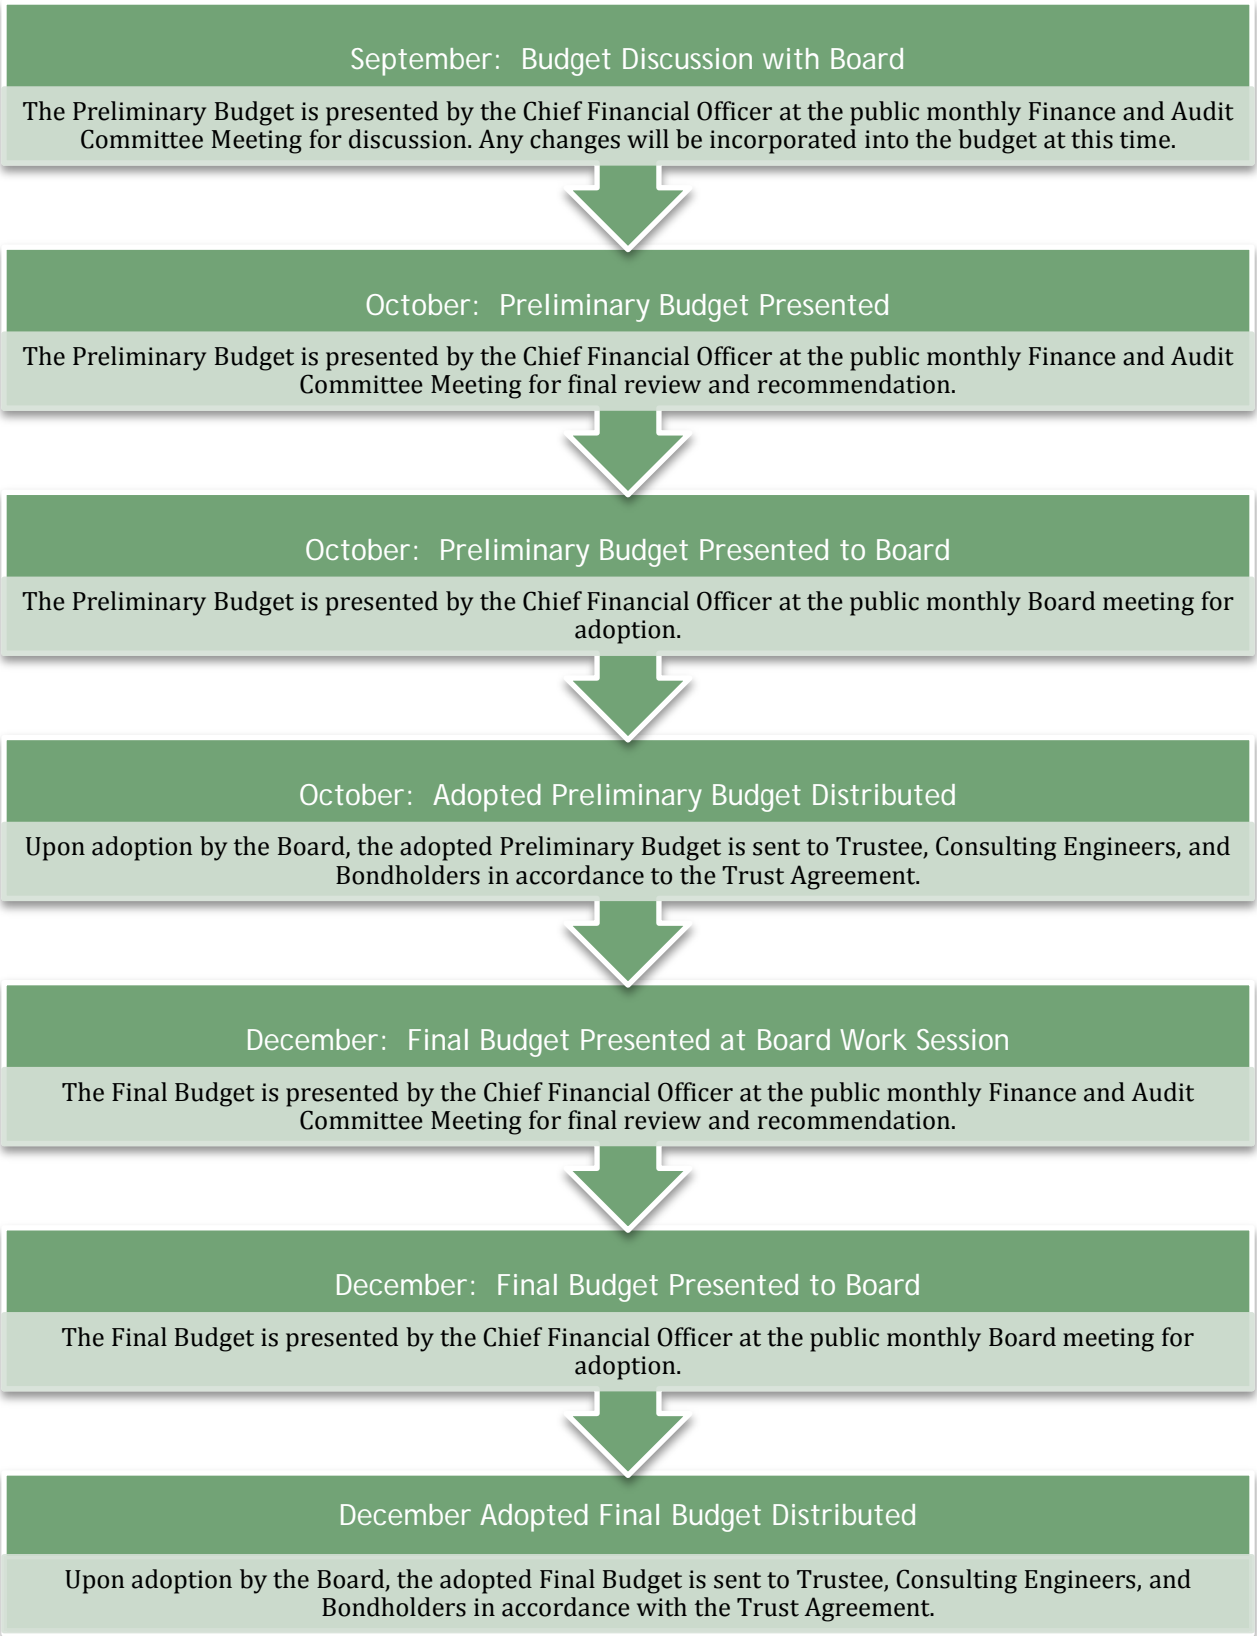 September:  Budget Discussion with Board
The Preliminary Budget is presented by the Chief Financial Officer at the public monthly Finance and Audit
Committee Meeting for discussion. Any changes will be incorporated into the budget at this time.
October:  Preliminary Budget Presented
The Preliminary Budget is presented by the Chief Financial Officer at the public monthly Finance and Audit
Committee Meeting for final review and recommendation.
October:  Preliminary Budget Presented to Board
The Preliminary Budget is presented by the Chief Financial Officer at the public monthly Board meeting for
adoption.
October:  Adopted Preliminary Budget Distributed
Upon adoption by the Board, the adopted Preliminary Budget is sent to Trustee, Consulting Engineers, and
Bondholders in accordance to the Trust Agreement.
December:  Final Budget Presented at Board Work Session
The Final Budget is presented by the Chief Financial Officer at the public monthly Finance and Audit
Committee Meeting for final review and recommendation.
December:  Final Budget Presented to Board
The Final Budget is presented by the Chief Financial Officer at the public monthly Board meeting for
adoption.
December Adopted Final Budget Distributed
Upon adoption by the Board, the adopted Final Budget is sent to Trustee, Consulting Engineers, and
Bondholders in accordance with the Trust Agreement.